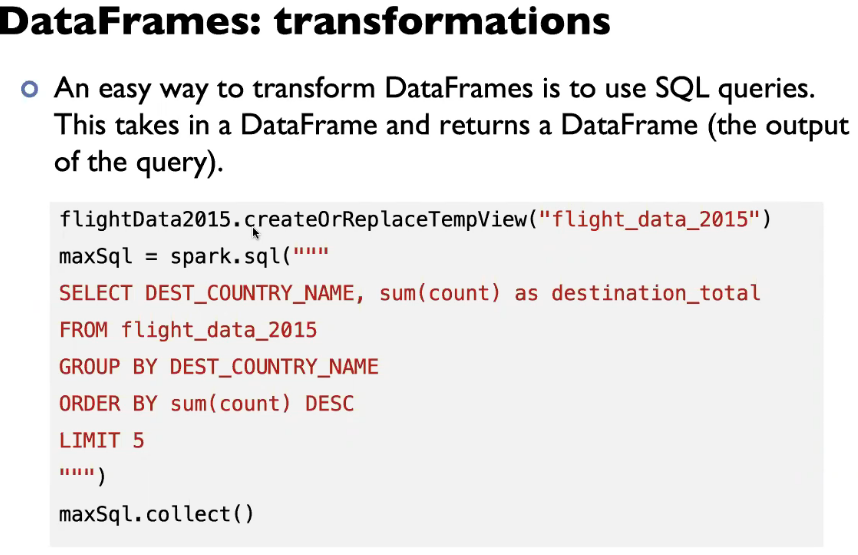 DataFrames: transformations
An easy way to transform DataFrames is to use SQL queries.
This takes in a DataFrame and returns a DataFrame (the output
of the query).
flightData2015.createOrReplaceTempView("flight_data_2015")
maxSql = spark.sql("""
SELECT DEST_COUNTRY_NAME, sum(count) as destination_total
FROM flight_data_2015
GROUP BY DEST_COUNTRY_NAME
ORDER BY sum(count) DESC
LIMIT 5
""")
maxSql.collect()